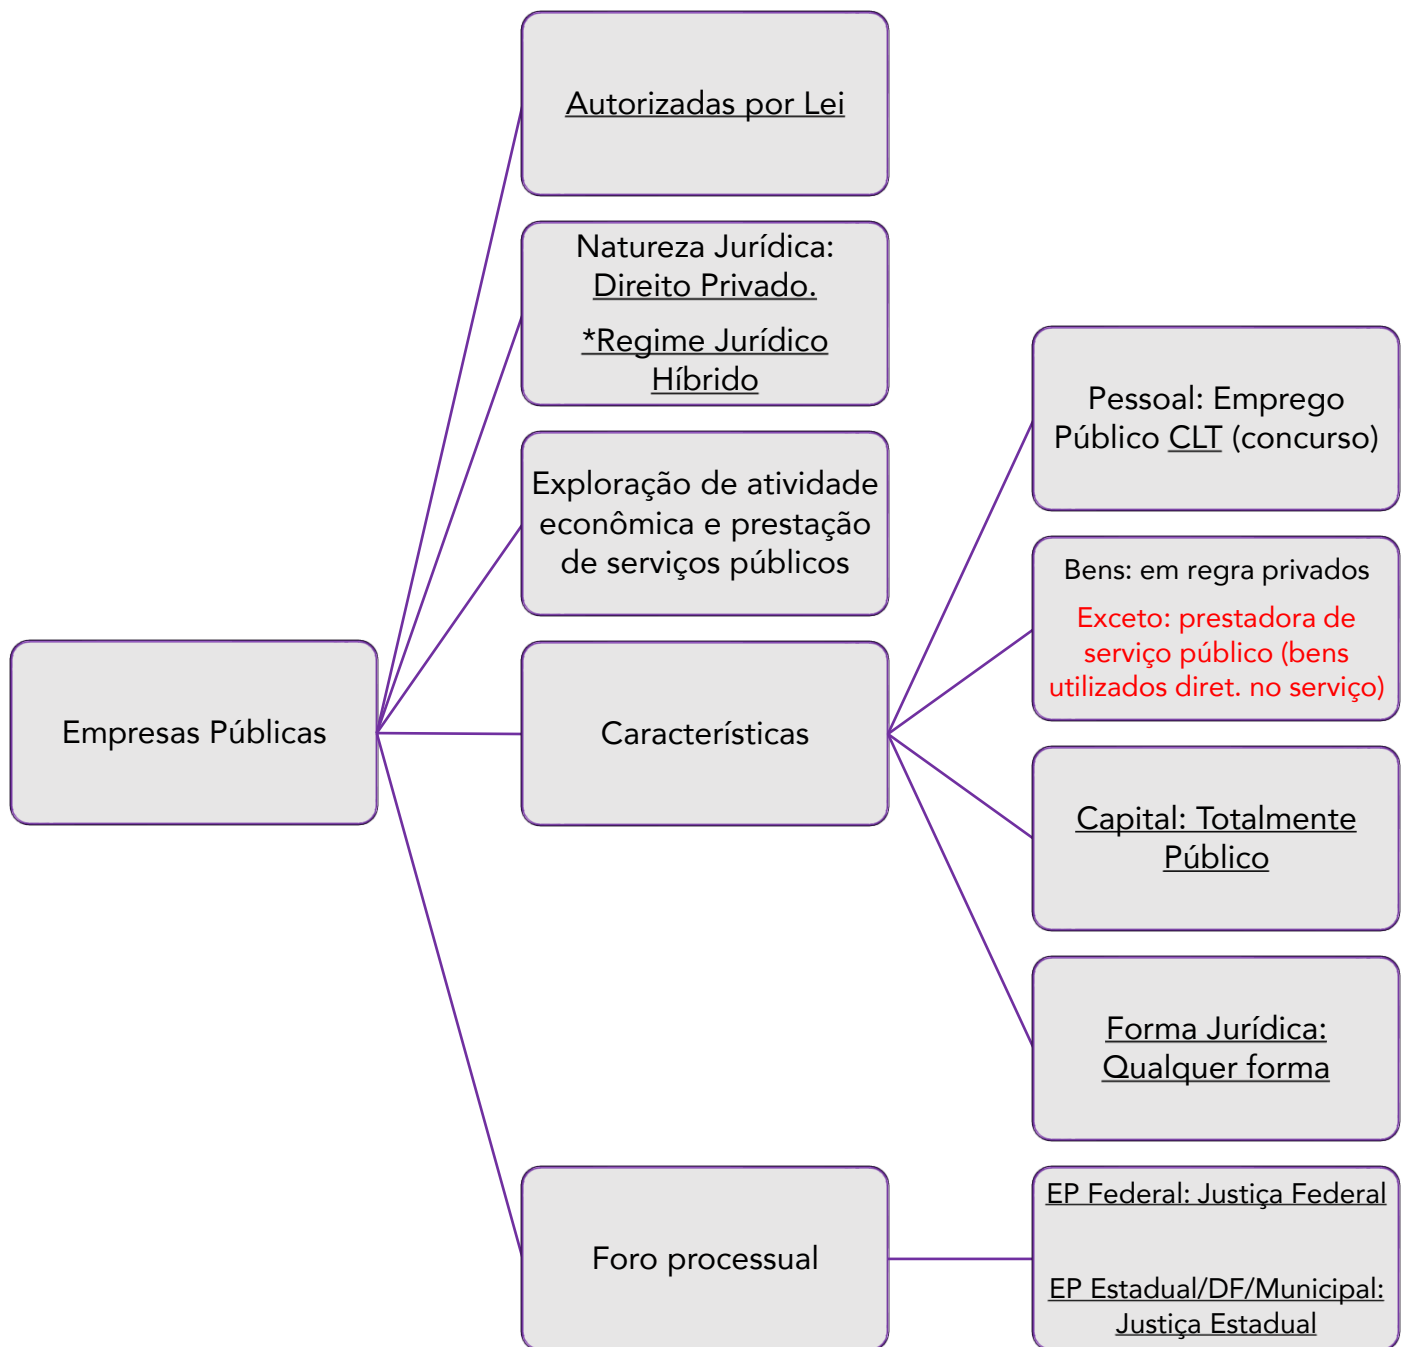 Autorizadas por Lei
Natureza Jurídica:
Direito Privado.
*Regime Jurídico
Híbrido
Exploração de atividade
econômica e prestação
de serviços públicos
Empresas Públicas
Características
Pessoal: Emprego
Público CLT (concurso)
Bens: em regra privados
Exceto: prestadora de
serviço público (bens
utilizados diret. no serviço)
Capital: Totalmente
Público
Forma Jurídica:
Qualquer forma
Foro processual
EP Federal: Justiça Federal
EP Estadual/DF/Municipal:
Justiça Estadual